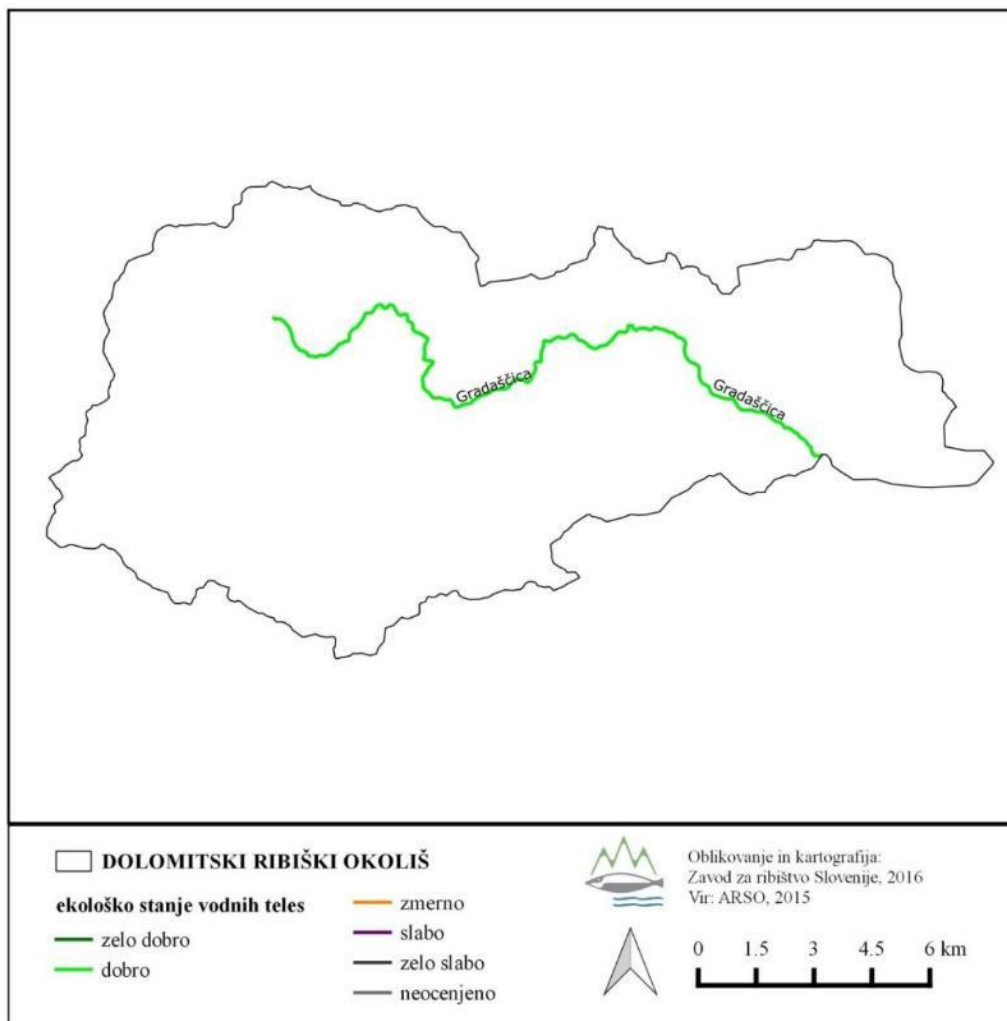 Gradaščica
Gradaščica
DOLOMITSKI RIBIŠKI OKOLIŠ
ekološko stanje vodnih teles
zelo dobro
dobro
zmerno
slabo
zelo slabo
neocenjeno
Oblikovanje in kartografija:
Zavod za ribištvo Slovenije, 2016
Vir: ARSO, 2015
0 1.5 3 4.5 6 km